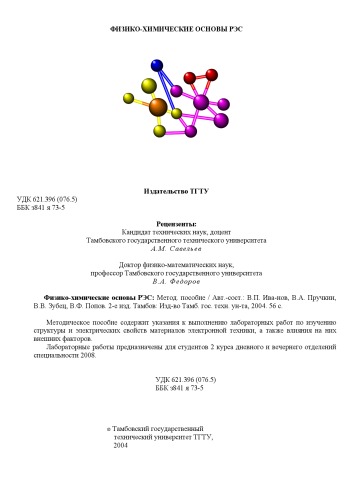 ФИЗИКО-ХИМИЧЕСКИЕ ОСНОВЫ РЭС
Издательство ТГТУ
УДК 621.396 (076.5)
ББК з841 я 73-5
Рецензенты:
Кандидат технических наук, доцент
Тамбовского государственного технического университета
А.М. Савельев
Доктор физико-математических наук,
профессор Тамбовского государственного университета
В.А. Федоров
Физико-химические основы РЭС: Метод. пособие / Авт.-сост.: В.П. Ива-нов, В.А. Пручкин,
В.В. Зубец, В.Ф. Попов. 2-е изд. Тамбов: Изд-во Тамб. гос. техн. ун-та, 2004. 56 с.
Методическое пособие содержит указания к выполнению лабораторных работ по изучению
структуры и электрических свойств материалов электронной техники, а также влияния на них
внешних факторов.
Лабораторные работы предназначены для студентов 2 курса дневного и вечернего отделений
специальности 2008.
УДК 621.396 (076.5)
ББК з841 я 73-5
Тамбовский государственный
технический университет ТГТУ,
2004